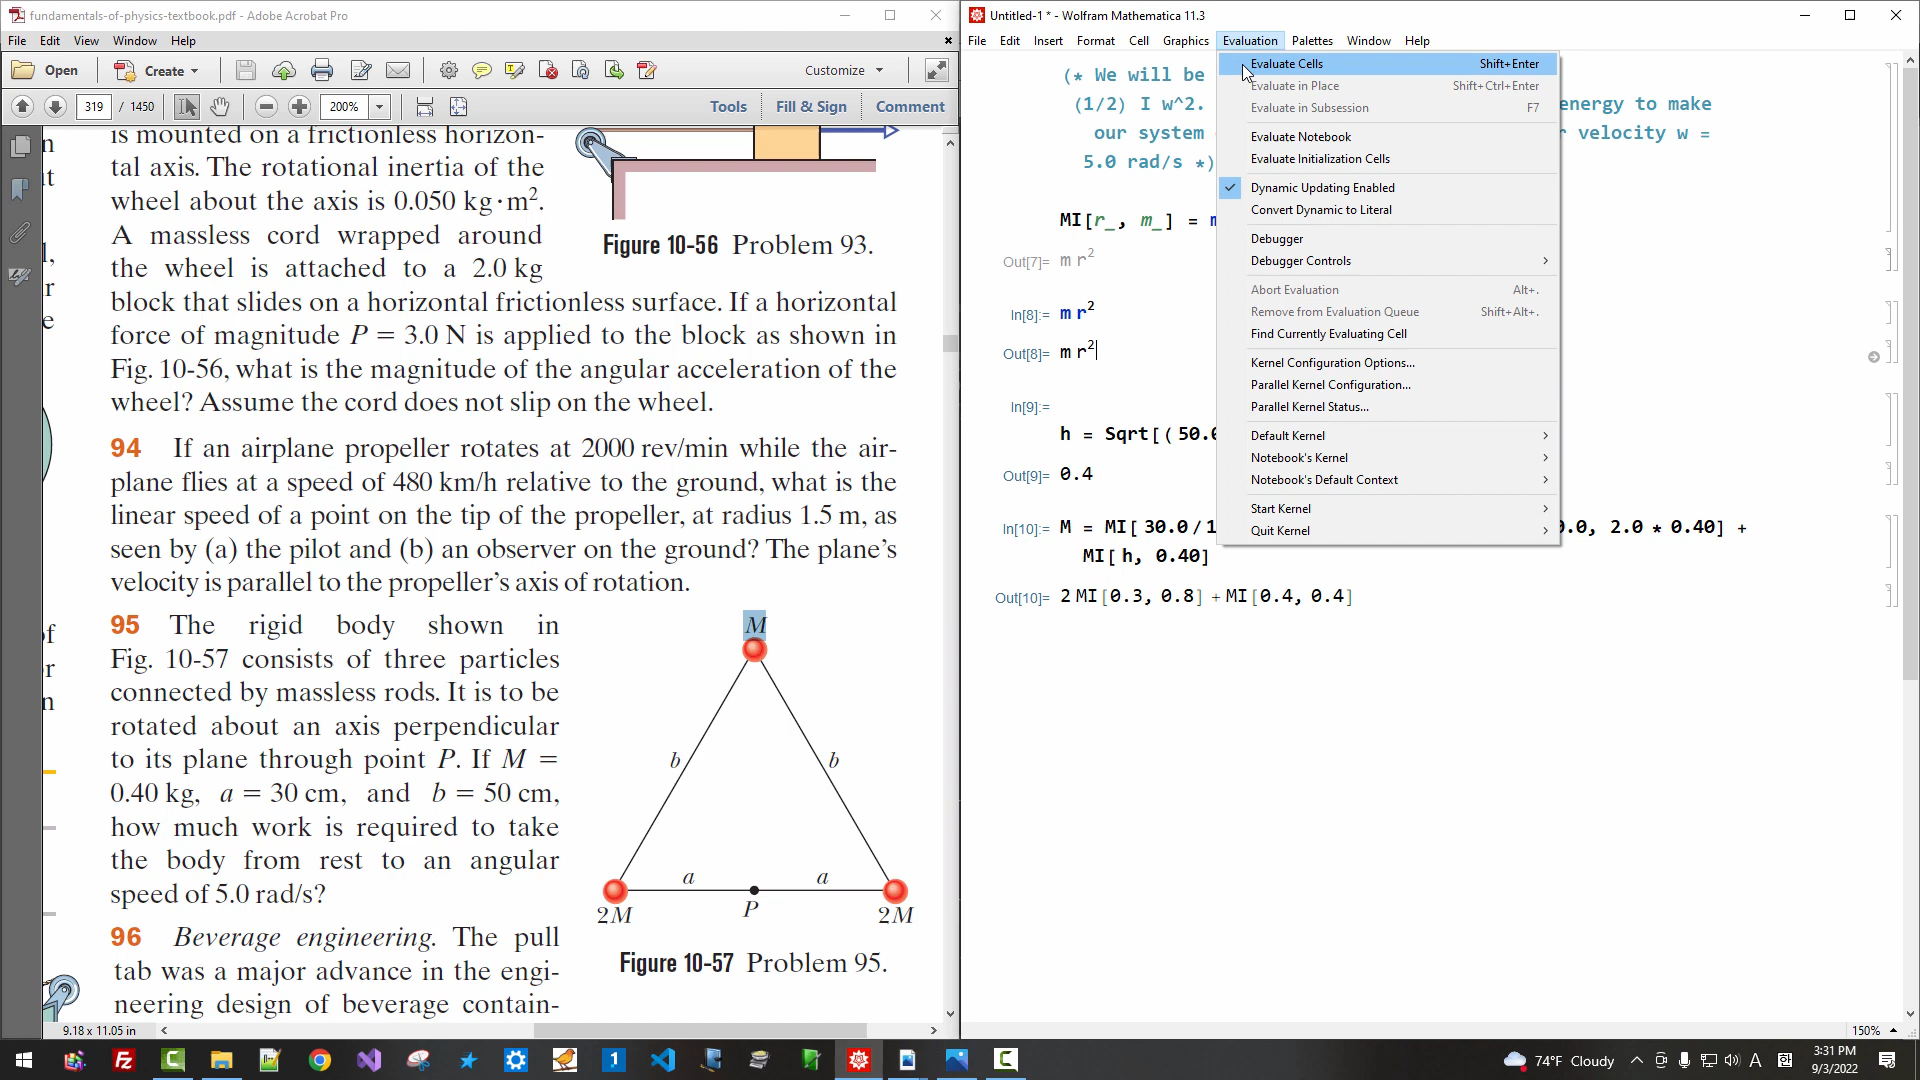 fundamentals-of-physics-textbook.pdf - Adobe Acrobat Pro
File Edit View Window Help
Open
Create
Customize
319 / 1450
200%
Tools
Fill & Sign
Comment
is mounted on a frictionless horizon-
tal axis. The rotational inertia of the
wheel about the axis is 0.050 kg·m².
A massless cord wrapped around
the wheel is attached to a 2.0 kg
block that slides on a horizontal frictionless surface. If a horizontal
force of magnitude P = 3.0 N is applied to the block as shown in
Fig. 10-56, what is the magnitude of the angular acceleration of the
wheel? Assume the cord does not slip on the wheel.
Figure 10-56 Problem 93.
94 If an airplane propeller rotates at 2000 rev/min while the air-
plane flies at a speed of 480 km/h relative to the ground, what is the
linear speed of a point on the tip of the propeller, at radius 1.5 m, as
seen by (a) the pilot and (b) an observer on the ground? The plane's
velocity is parallel to the propeller's axis of rotation.
95 The rigid body shown in
Fig. 10-57 consists of three particles
connected by massless rods. It is to be
rotated about an axis perpendicular
to its plane through point P. If M =
0.40 kg, a = 30 cm, and b = 50 cm,
how much work is required to take
the body from rest to an angular
speed of 5.0 rad/s?
M
b
b
a
a
2M
P
2M
Figure 10-57 Problem 95.
96 Beverage engineering. The pull
tab was a major advance in the engi-
neering design of beverage contain-
9.18 x 11.05 in
Untitled-1 * - Wolfram Mathematica 11.3
File Edit Insert Format Cell Graphics Evaluation Palettes Window Help
(* We will be
(1/2) I w^2.
energy to make
our system
velocity w =
5.0 rad/s *)
MI[r_, m_] = m
Out[7]= m r²
In[8]:= m r²
Out[8]= m r²
In[9]:=
h = Sqrt[(50.0
Out[9]= 0.4
In[10]:= M = MI[ 30.0/1
0.0, 2.0 * 0.40] +
MI[ h, 0.40]
Out[10]= 2 MI[0.3, 0.8] + MI[0.4, 0.4]
Evaluate Cells Shift+Enter
Evaluate in Place Shift+Ctrl+Enter
Evaluate in Subsession F7
Evaluate Notebook
Evaluate Initialization Cells
Dynamic Updating Enabled
Convert Dynamic to Literal
Debugger
Debugger Controls
Abort Evaluation Alt+.
Remove from Evaluation Queue Shift+Alt+.
Find Currently Evaluating Cell
Kernel Configuration Options...
Parallel Kernel Configuration...
Parallel Kernel Status...
Default Kernel
Notebook's Kernel
Notebook's Default Context
Start Kernel
Quit Kernel
150%
74°F Cloudy
A
3:31 PM
9/3/2022